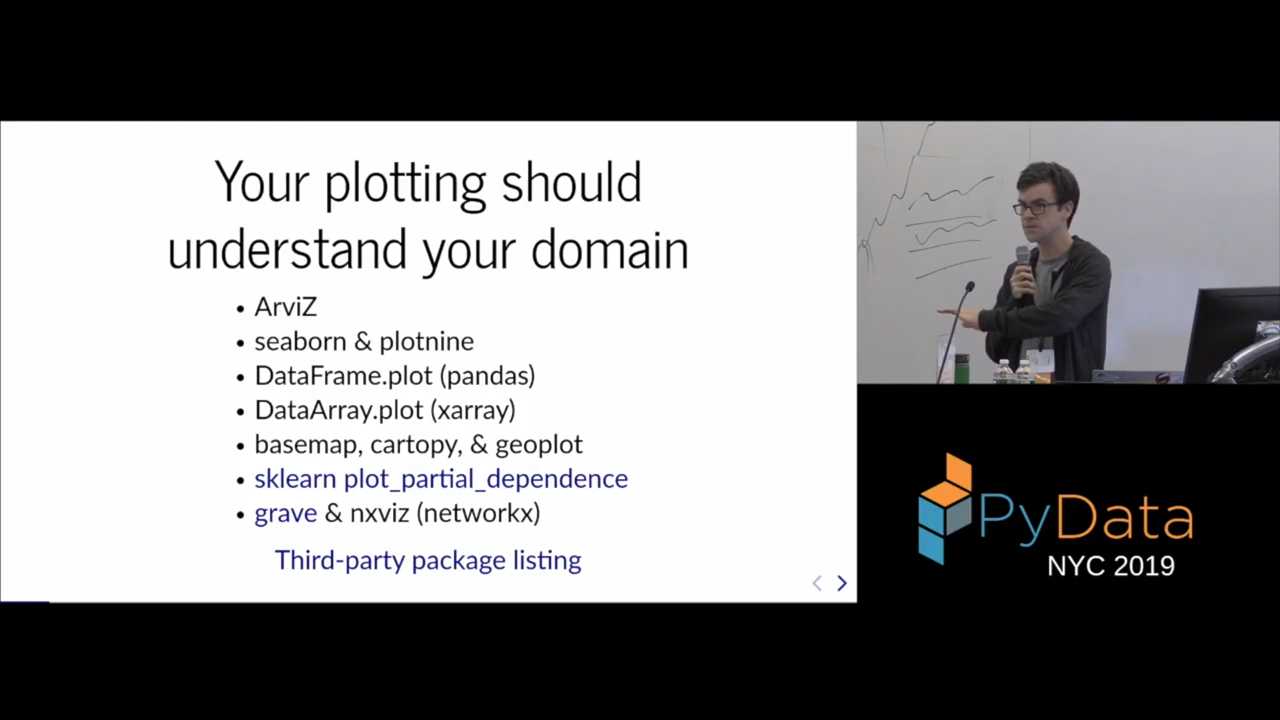 Your plotting should
understand your domain
• ArviZ
• seaborn & plotnine
• DataFrame.plot (pandas)
• DataArray.plot (xarray)
• basemap, cartopy, & geoplot
• sklearn plot_partial_dependence
• grave & nxviz (networkx)
Third-party package listing
PyData
NYC 2019